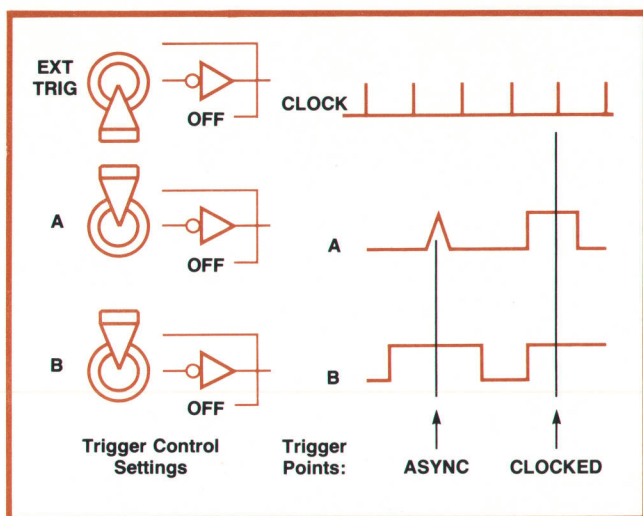 EXT
TRIG
OFF
CLOCK
A
OFF
A
B
OFF
B
Trigger Control
Settings
Trigger
Points:
ASYNC
CLOCKED